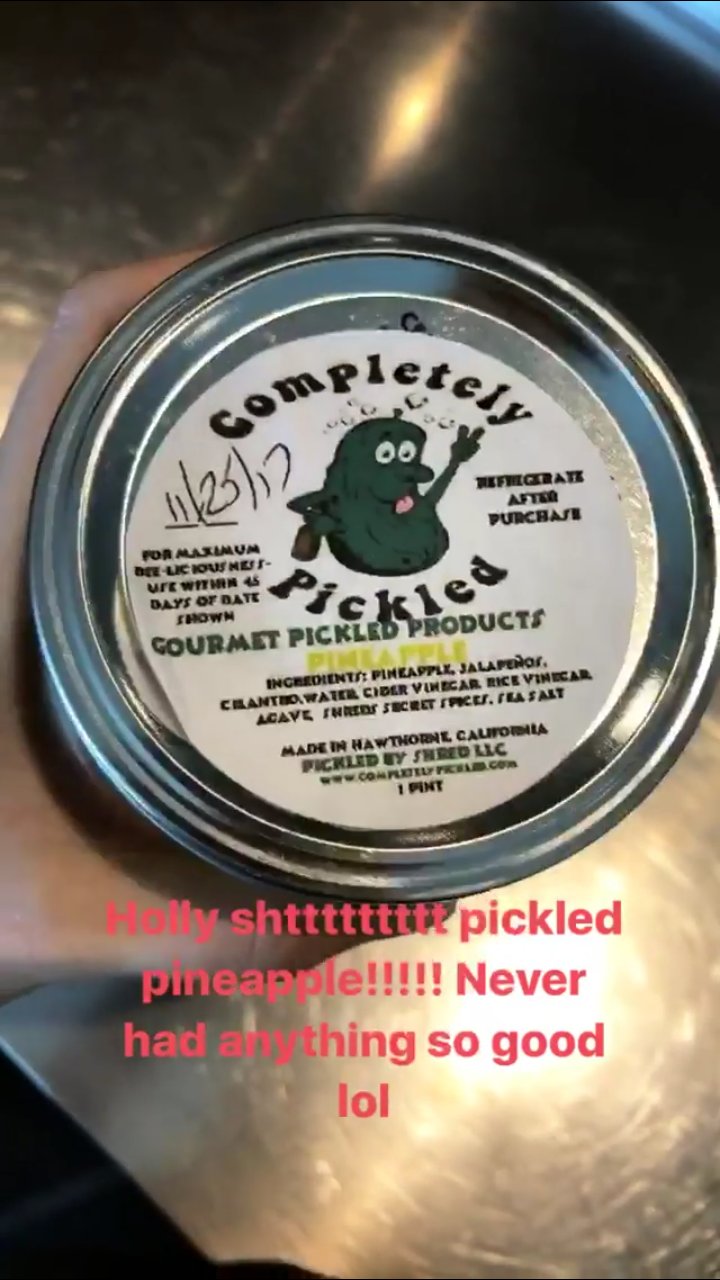 Completely
11/25/17
REFRIGERATE
AFTER
PURCHASE
FOR MAXIMUM
DEE-LICIOUSNESS-
USE WITHIN 45
DAYS OF DATE
SHOWN
Pickled
GOURMET PICKLED PRODUCTS
PINEAPPLE
INGREDIENTS: PINEAPPLE, JALAPEÑOS,
CILANTRO, WATER, CIDER VINEGAR, RICE VINEGAR,
AGAVE, SHREDS SECRET SPICES, SEA SALT
MADE IN HAWTHORNE, CALIFORNIA
PICKLED BY SHRED LLC
WWW.COMPLETELYPICKLED.COM
1 PINT
Holly shttttttttt pickled
pineapple!!!!! Never
had anything so good
lol